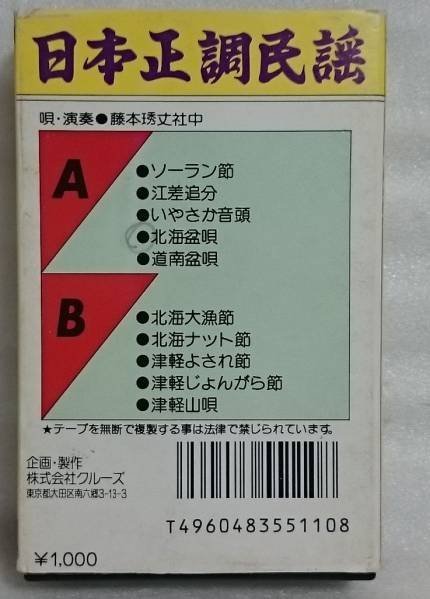 日本正調民謡
唄・演奏●藤本琇丈社中
A
●ソーラン節
●江差追分
●いやさか音頭
●北海盆唄
●道南盆唄
B
●北海大漁節
●北海ナット節
●津軽よされ節
●津軽じょんがら節
●津軽山唄
★テープを無断で複製する事は法律で禁じられています。
企画・製作
株式会社クルーズ
東京都大田区南六郷3-13-3
T4960483551108
¥1,000